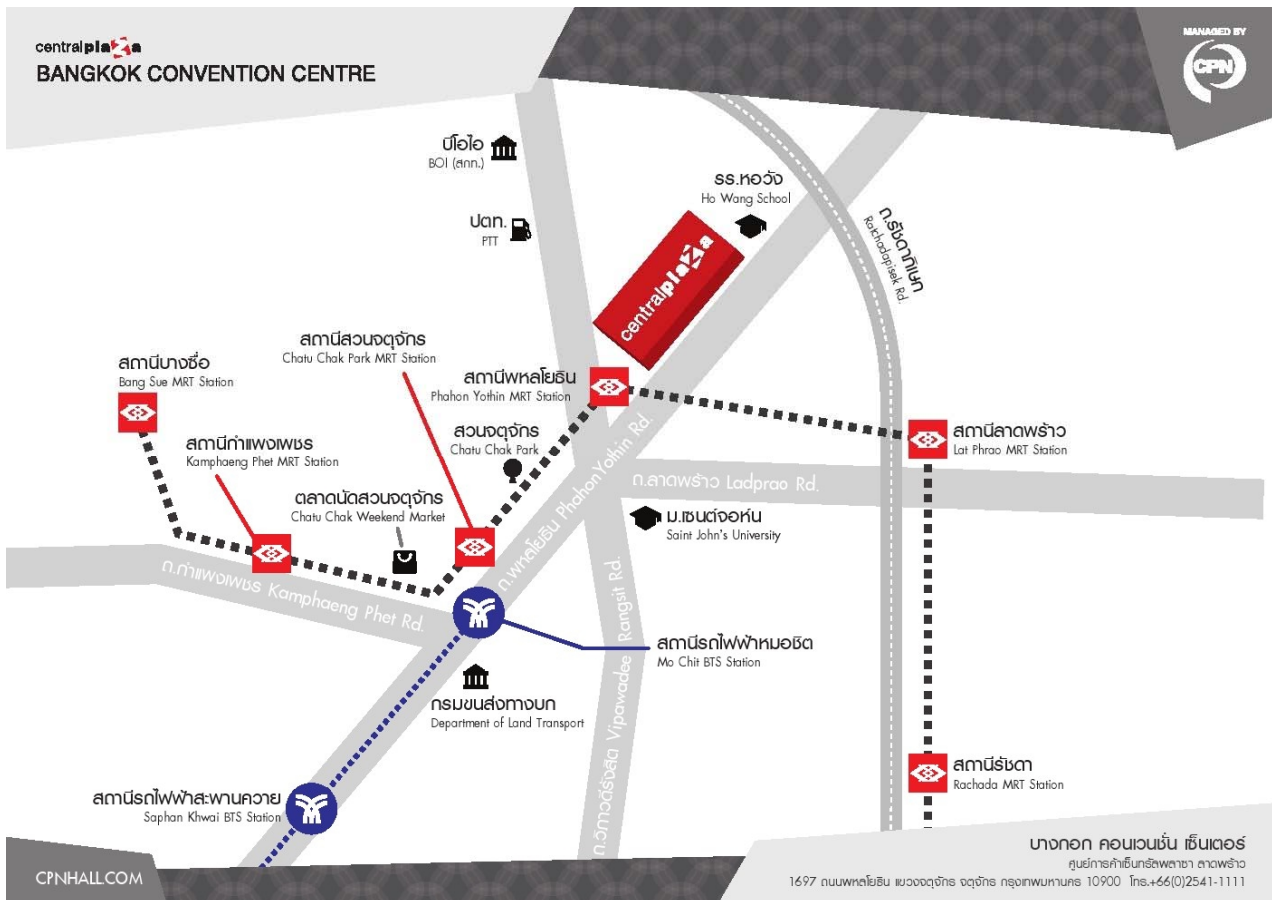 centralplaza
BANGKOK CONVENTION CENTRE
MANAGED BY
CPN
บีโอไอ
BOI (สกท.)
ปตท.
PTT
รร.หอวัง
Ho Wang School
centralplaza
ถ.รัชดาภิเษก
Ratchadapisek Rd.
สถานีสวนจตุจักร
Chatu Chak Park MRT Station
สถานีบางซื่อ
Bang Sue MRT Station
สถานีพหลโยธิน
Phahon Yothin MRT Station
สถานีกำแพงเพชร
Kamphaeng Phet MRT Station
สวนจตุจักร
Chatu Chak Park
สถานีลาดพร้าว
Lat Phrao MRT Station
ถ.พหลโยธิน PhahonYothin Rd.
ถ.ลาดพร้าว Ladprao Rd.
ตลาดนัดสวนจตุจักร
Chatu Chak Weekend Market
ม.เซนต์จอห์น
Saint John's University
ถ.กำแพงเพชร Kamphaeng Phet Rd.
ถ.วิภาวดีรังสิต Vipawadee Rangsit Rd.
สถานีรถไฟฟ้าหมอชิต
Mo Chit BTS Station
กรมขนส่งทางบก
Department of Land Transport
สถานีรัชดา
Rachada MRT Station
สถานีรถไฟฟ้าสะพานควาย
Saphan Khwai BTS Station
บางกอก คอนเวนชั่น เซ็นเตอร์
ศูนย์การค้าเซ็นทรัลพลาซา ลาดพร้าว
1697 ถนนพหลโยธิน แขวงจตุจักร จตุจักร กรุงเทพมหานคร 10900 โทร.+66(0)2541-1111
CPNHALL.COM